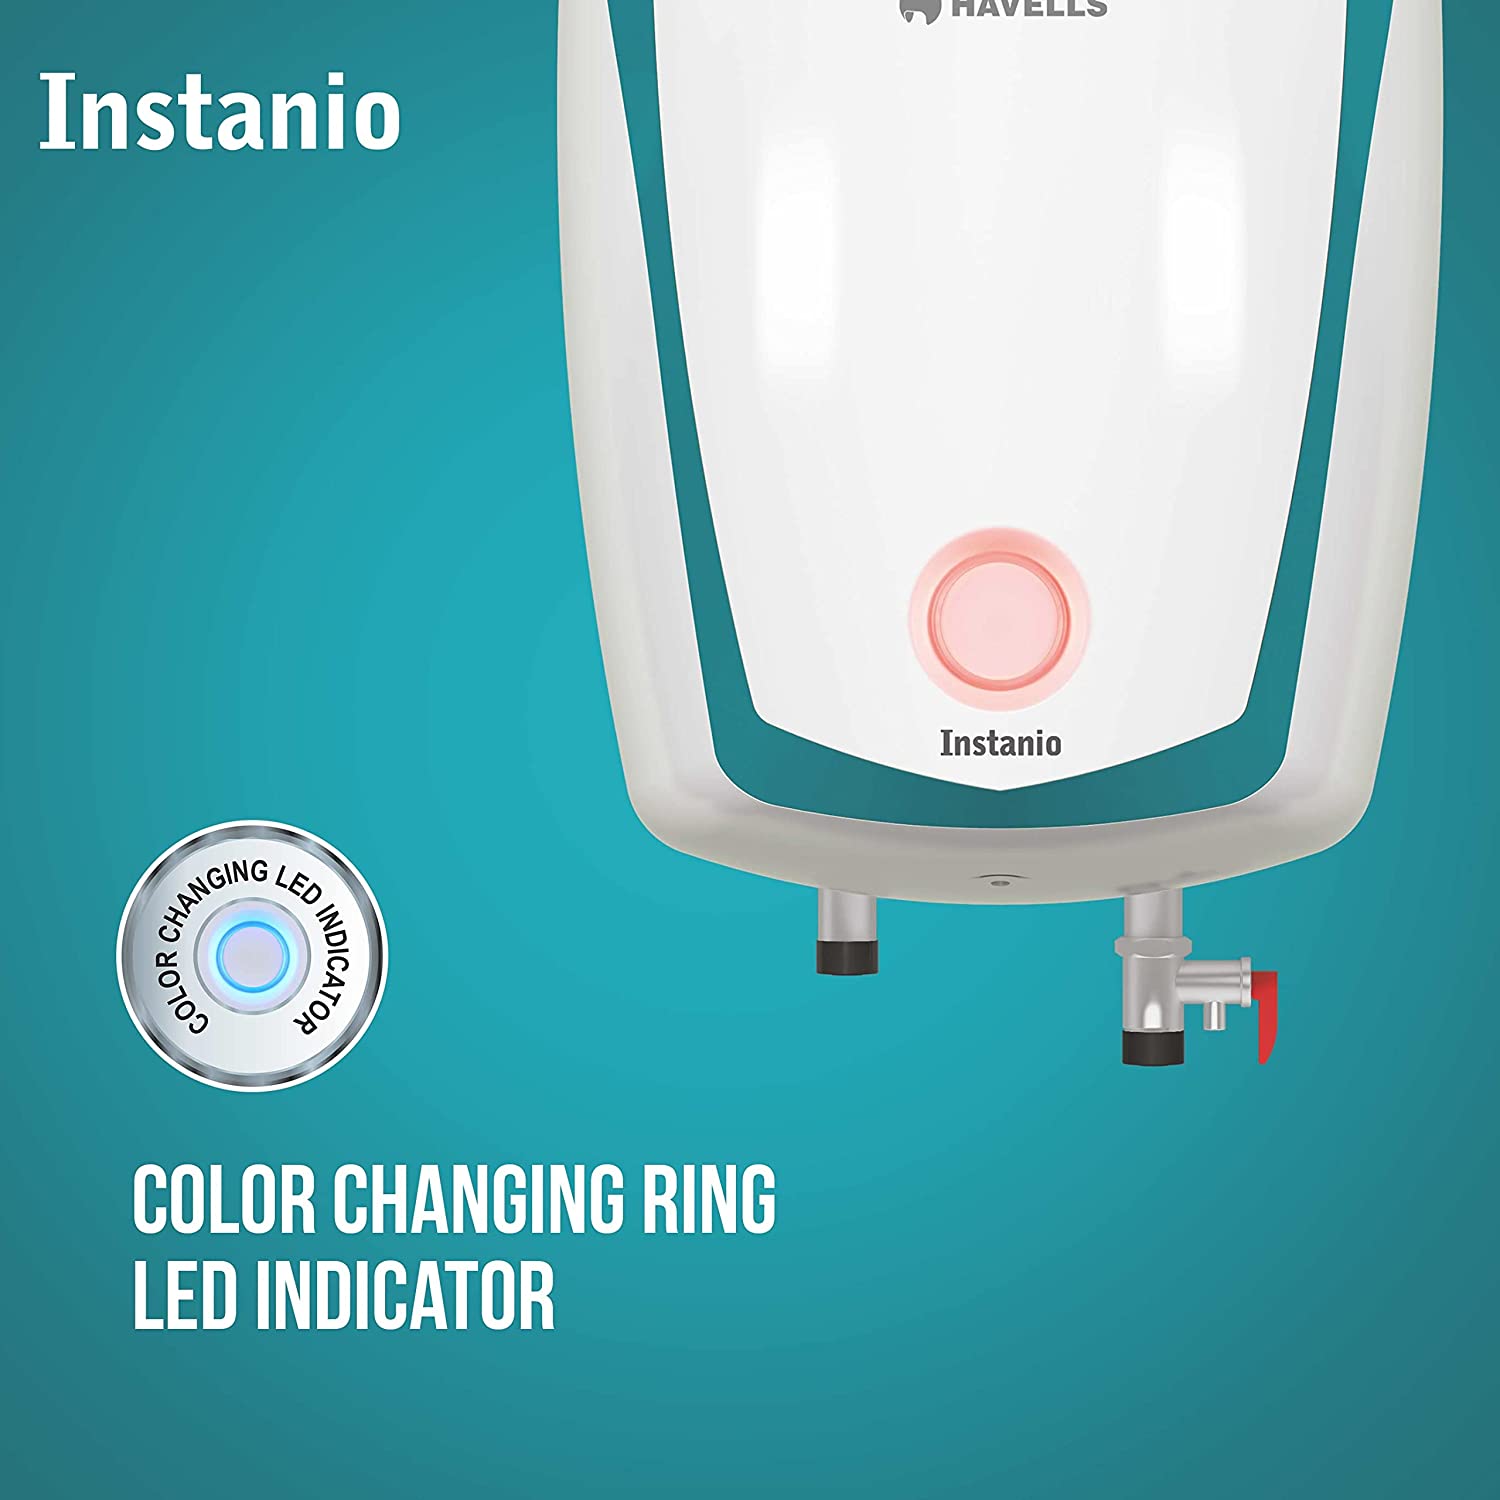 HAVELLS
Instanio
Instanio
COLOR CHANGING LED INDICATOR
COLOR CHANGING RING
LED INDICATOR